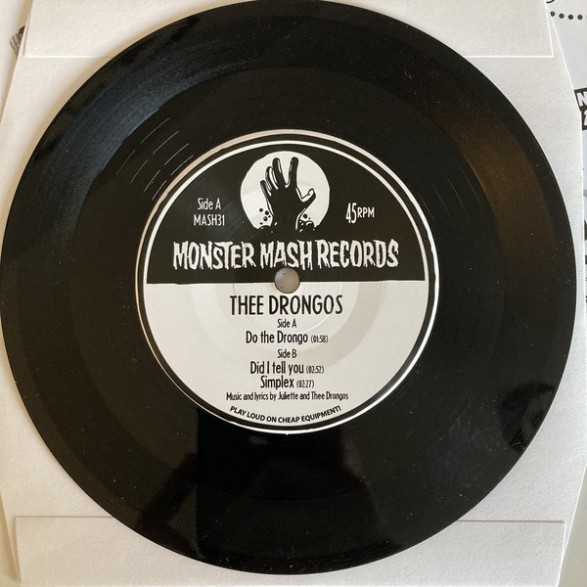 Side A
MASH31
45RPM
MONSTER MASH RECORDS
THEE DRONGOS
Side A
Do the Drongo (01:58)
Side B
Did I tell you (02:52)
Simplex (02:27)
Music and lyrics by Juliette and Thee Drongos
PLAY LOUD ON CHEAP EQUIPMENT!